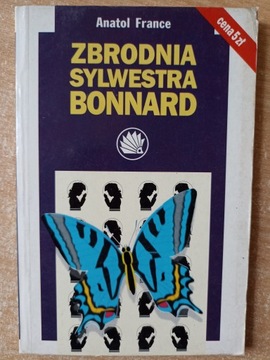 Anatol France
cena 5 zł
ZBRODNIA
SYLWESTRA
BONNARD